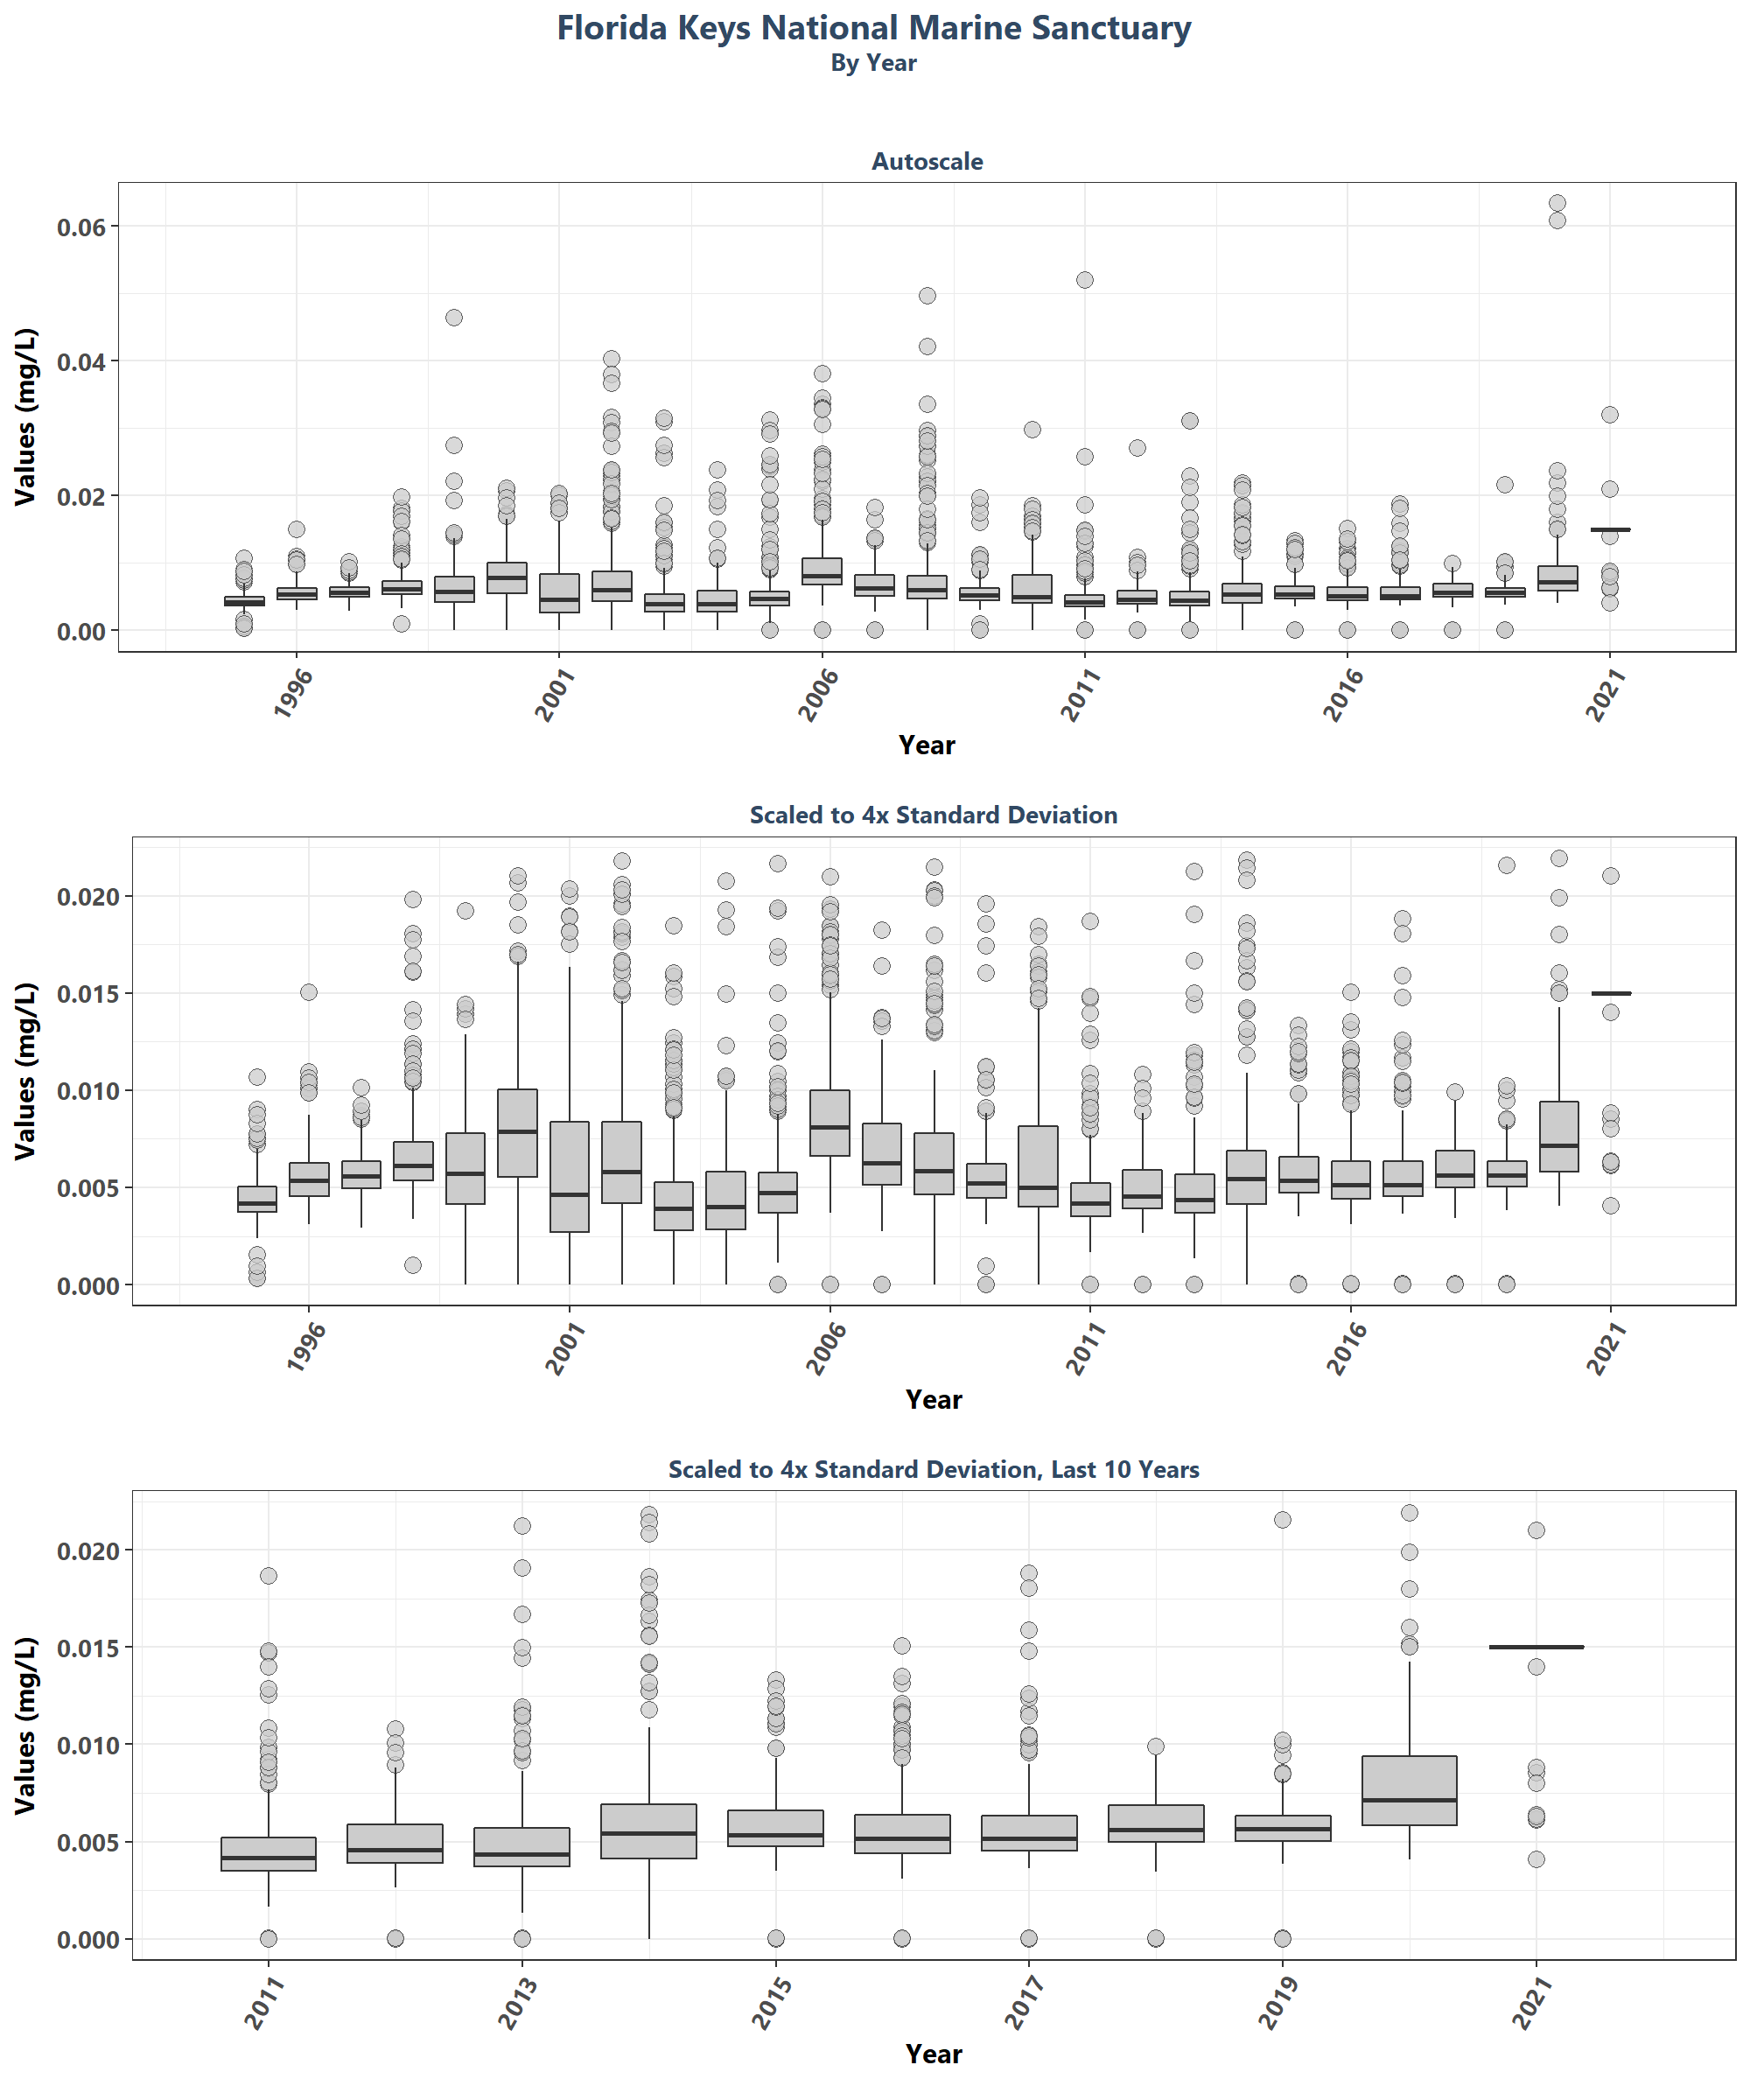 Florida Keys National Marine Sanctuary
By Year
Autoscale
Values (mg/L)
0.06
0.04
0.02
0.00
1996
2001
2006
2011
2016
2021
Year
Scaled to 4x Standard Deviation
Values (mg/L)
0.020
0.015
0.010
0.005
0.000
1996
2001
2006
2011
2016
2021
Year
Scaled to 4x Standard Deviation, Last 10 Years
Values (mg/L)
0.020
0.015
0.010
0.005
0.000
2011
2013
2015
2017
2019
2021
Year